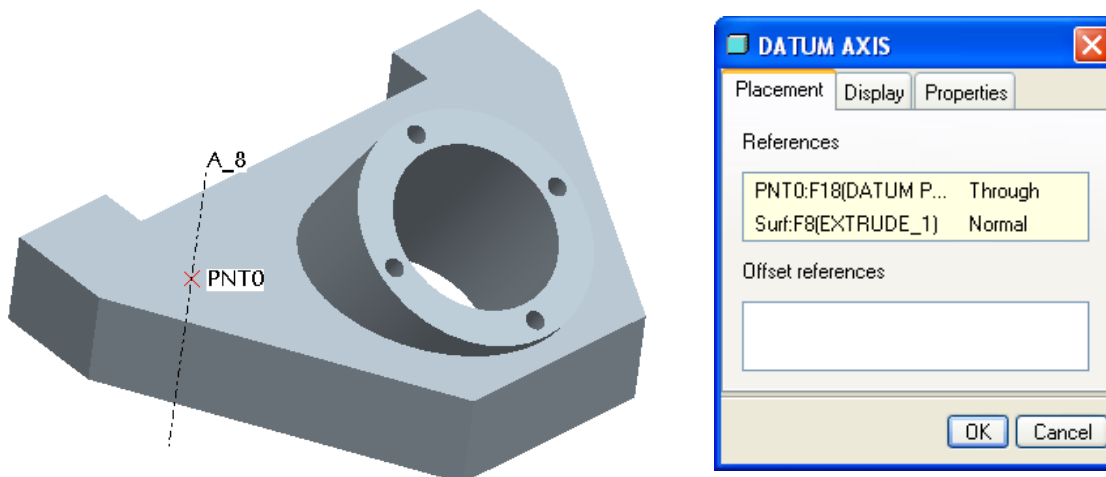 A_8
PNT0
DATUM AXIS
Placement Display Properties
References
PNT0:F18(DATUM P... Through
Surf:F8(EXTRUDE_1) Normal
Offset references
OK Cancel